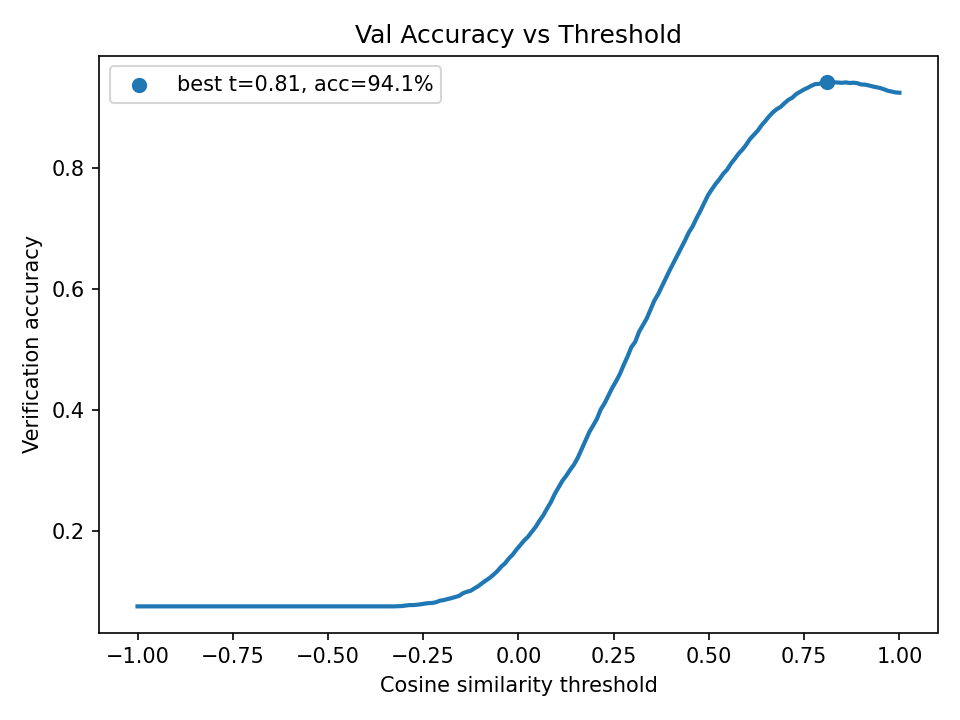 Val Accuracy vs Threshold
best t=0.81, acc=94.1%
Verification accuracy
0.8
0.6
0.4
0.2
−1.00 −0.75 −0.50 −0.25 0.00 0.25 0.50 0.75 1.00
Cosine similarity threshold